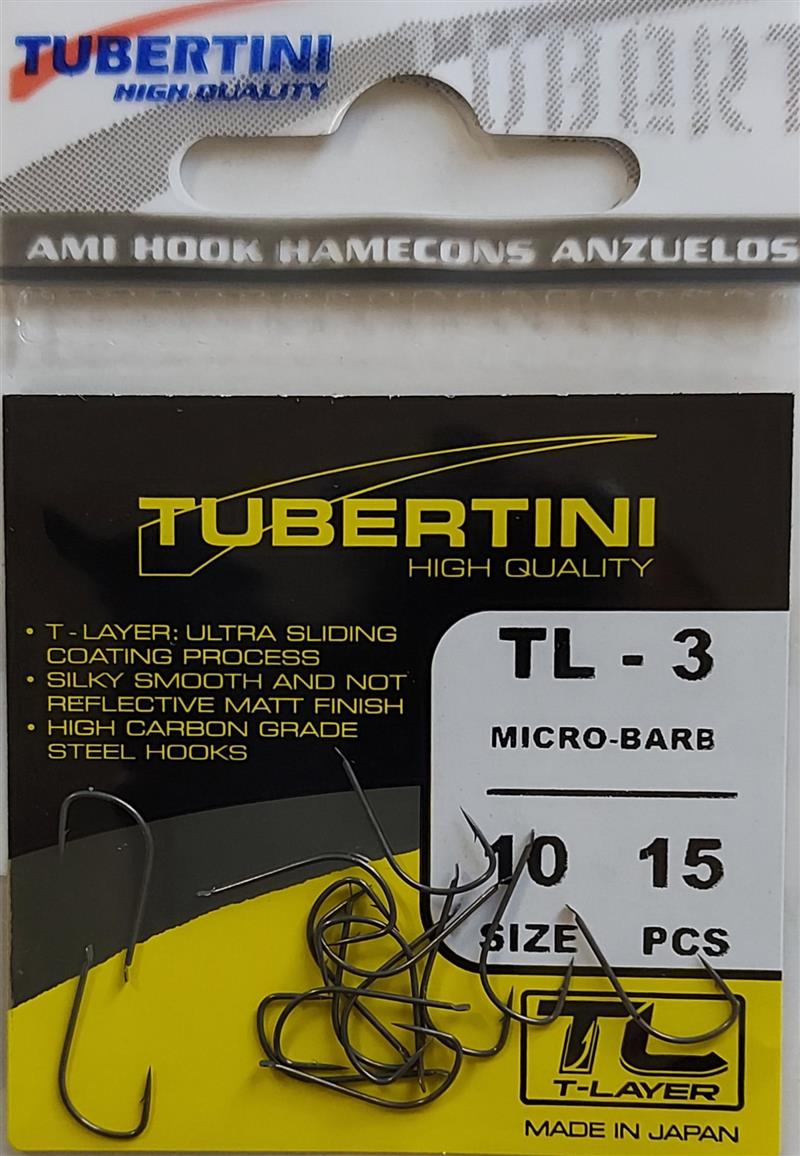 TUBERTINI
HIGH QUALITY
TUBERT
AMI HOOK HAMECONS ANZUELOS
TUBERTINI
HIGH QUALITY
• T-LAYER: ULTRA SLIDING
COATING PROCESS
• SILKY SMOOTH AND NOT
REFLECTIVE MATT FINISH
• HIGH CARBON GRADE
STEEL HOOKS
TL - 3
MICRO-BARB
10 15
SIZE PCS
TL
T-LAYER
MADE IN JAPAN